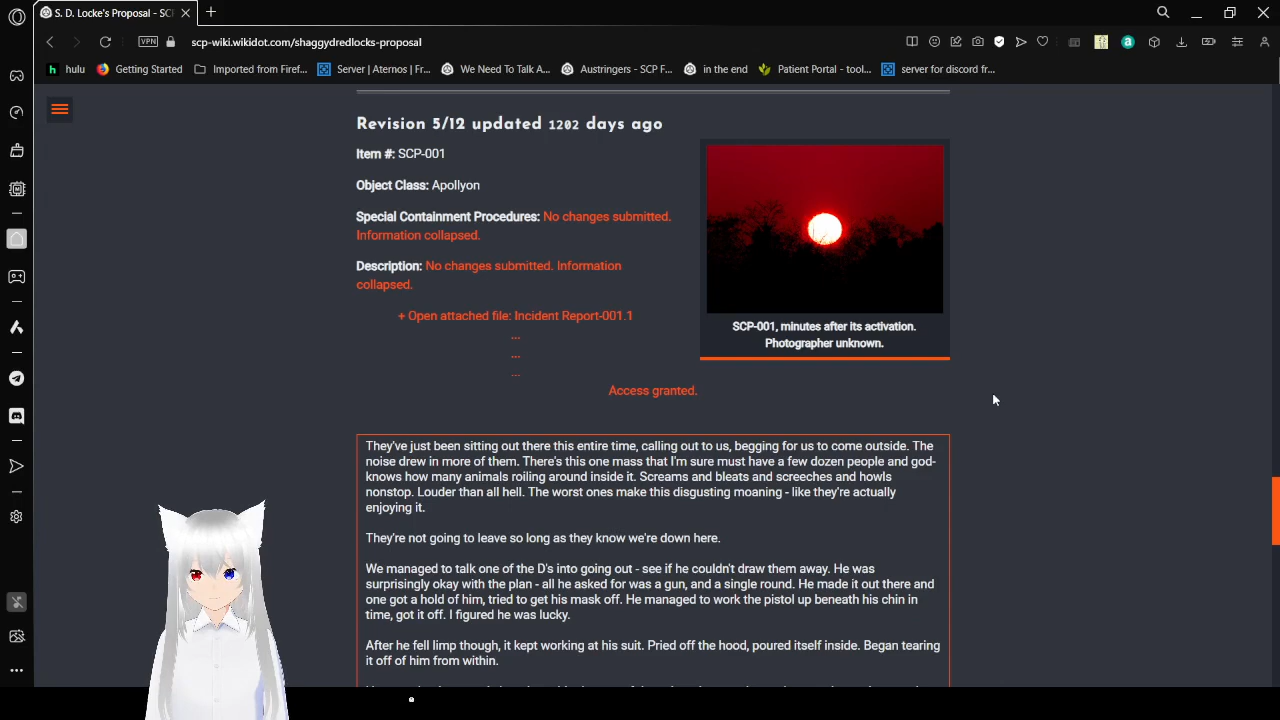 S. D. Locke's Proposal - SC
scp-wiki.wikidot.com/shaggydredlocks-proposal
VPN
hulu
Getting Started
Imported from Firef...
Server | Aternos | Fr...
We Need To Talk A...
Austringers - SCP F...
in the end
Patient Portal - tool...
server for discord fr...
Revision 5/12 updated 1202 days ago
Item #: SCP-001
Object Class: Apollyon
Special Containment Procedures: No changes submitted.
Information collapsed.
Description: No changes submitted. Information
collapsed.
+ Open attached file: Incident Report-001.1
...
...
...
Access granted.
SCP-001, minutes after its activation.
Photographer unknown.
They've just been sitting out there this entire time, calling out to us, begging for us to come outside. The
noise drew in more of them. There's this one mass that I'm sure must have a few dozen people and god-
knows how many animals roiling around inside it. Screams and bleats and screeches and howls
nonstop. Louder than all hell. The worst ones make this disgusting moaning - like they're actually
enjoying it.
They're not going to leave so long as they know we're down here.
We managed to talk one of the D's into going out - see if he couldn't draw them away. He was
surprisingly okay with the plan - all he asked for was a gun, and a single round. He made it out there and
one got a hold of him, tried to get his mask off. He managed to work the pistol up beneath his chin in
time, got it off. I figured he was lucky.
After he fell limp though, it kept working at his suit. Pried off the hood, poured itself inside. Began tearing
it off of him from within.